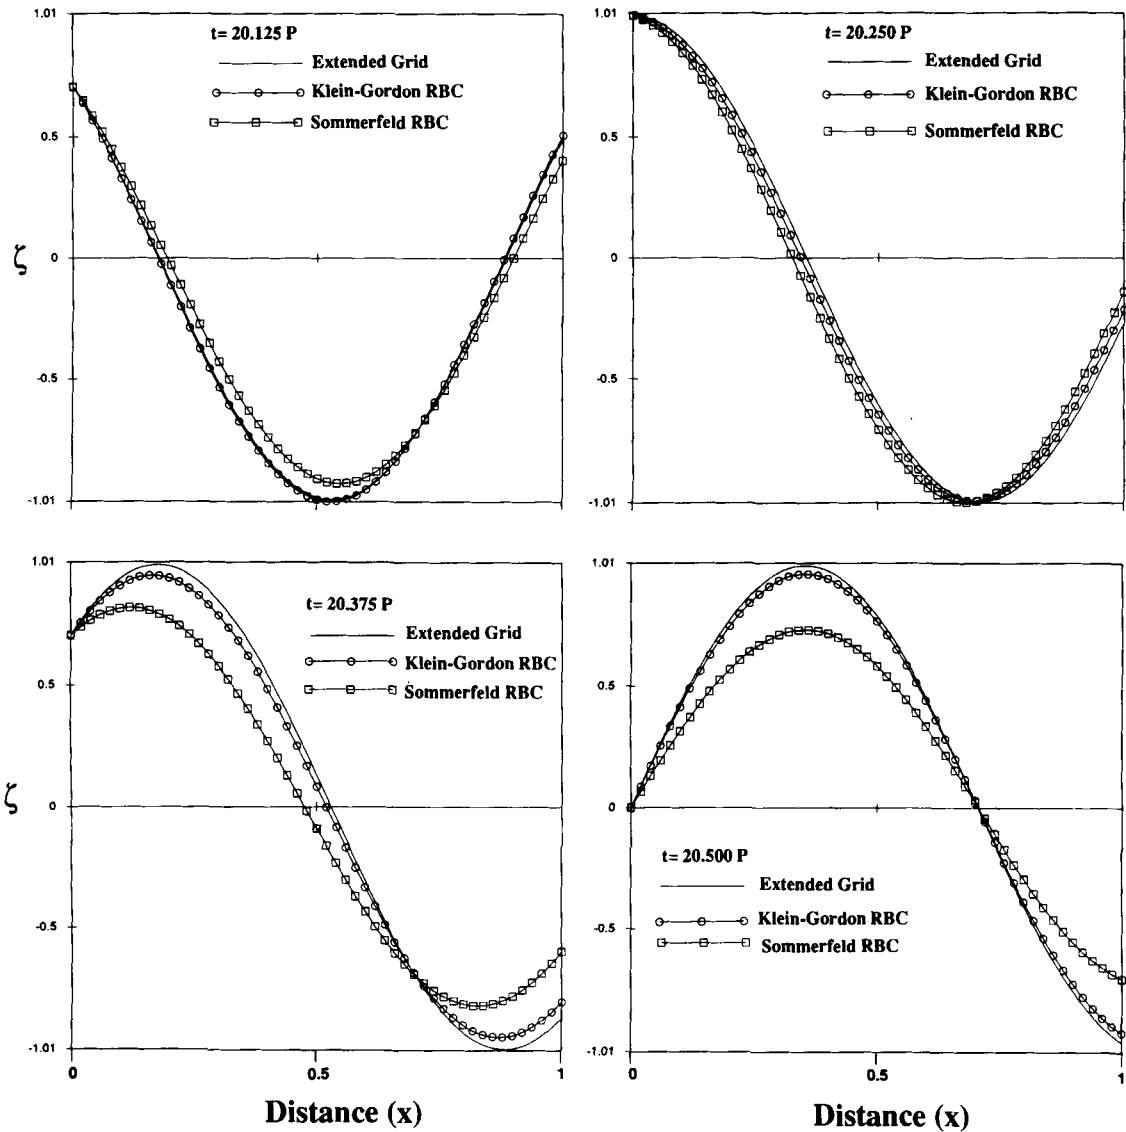 1.01
t= 20.125 P
Extended Grid
Klein-Gordon RBC
Sommerfeld RBC
0.5
ζ
0
-0.5
-1.01
1.01
t= 20.250 P
Extended Grid
Klein-Gordon RBC
Sommerfeld RBC
0.5
0
-0.5
-1.01
1.01
t= 20.375 P
Extended Grid
Klein-Gordon RBC
Sommerfeld RBC
0.5
ζ
0
-0.5
-1.01
0 0.5 1
Distance (x)
1.01
0.5
0
t= 20.500 P
Extended Grid
Klein-Gordon RBC
Sommerfeld RBC
-0.5
-1.01
0 0.5 1
Distance (x)